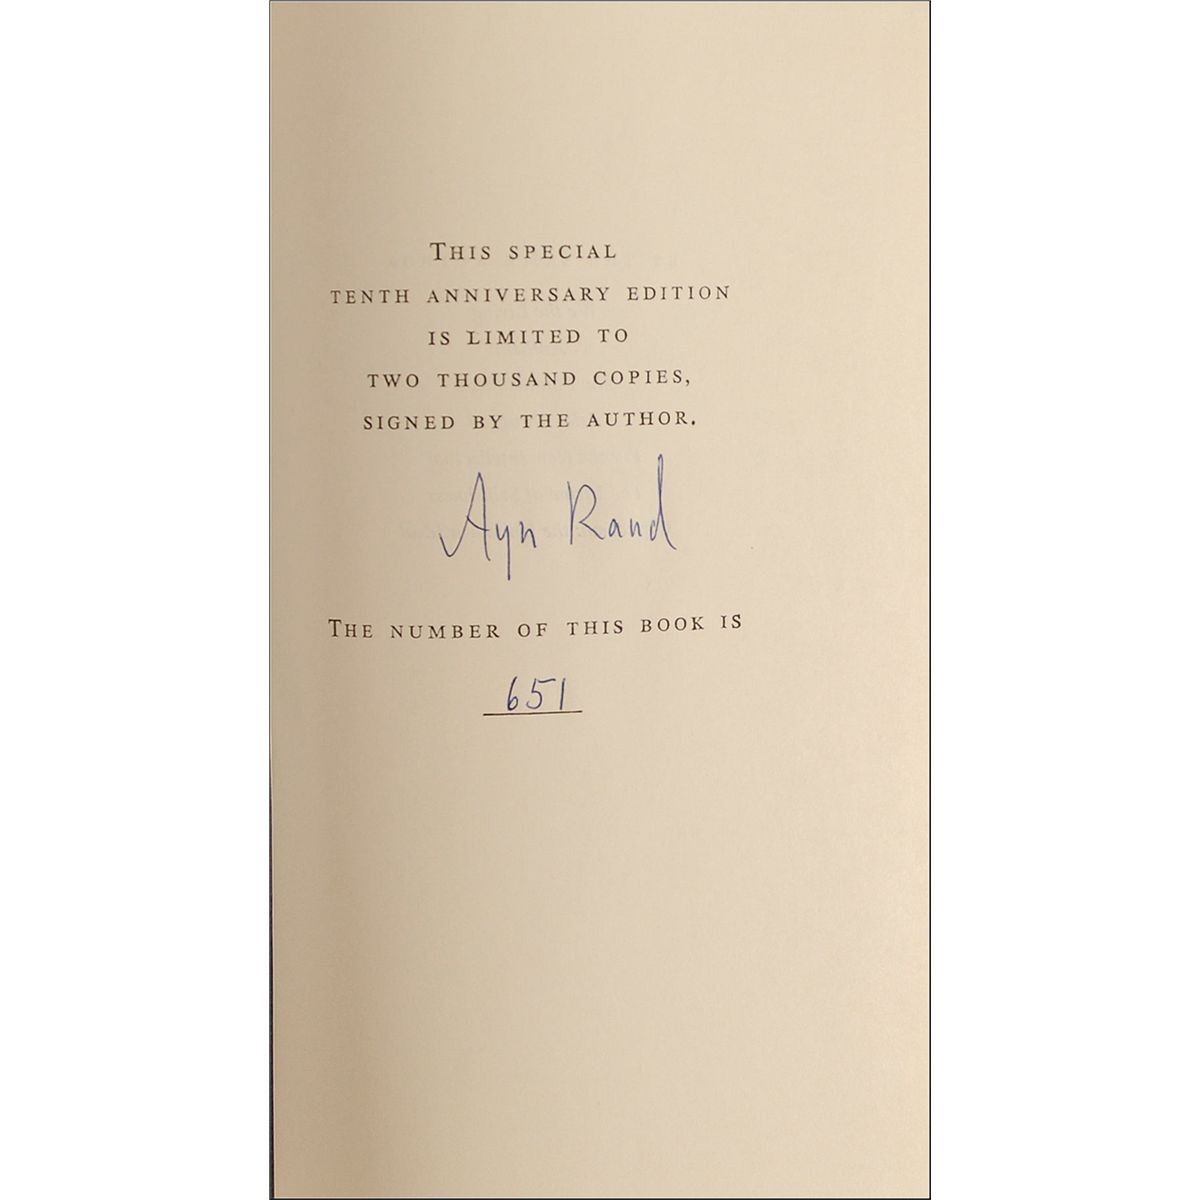 THIS SPECIAL
TENTH ANNIVERSARY EDITION
IS LIMITED TO
TWO THOUSAND COPIES,
SIGNED BY THE AUTHOR.
Ayn Rand
THE NUMBER OF THIS BOOK IS
651